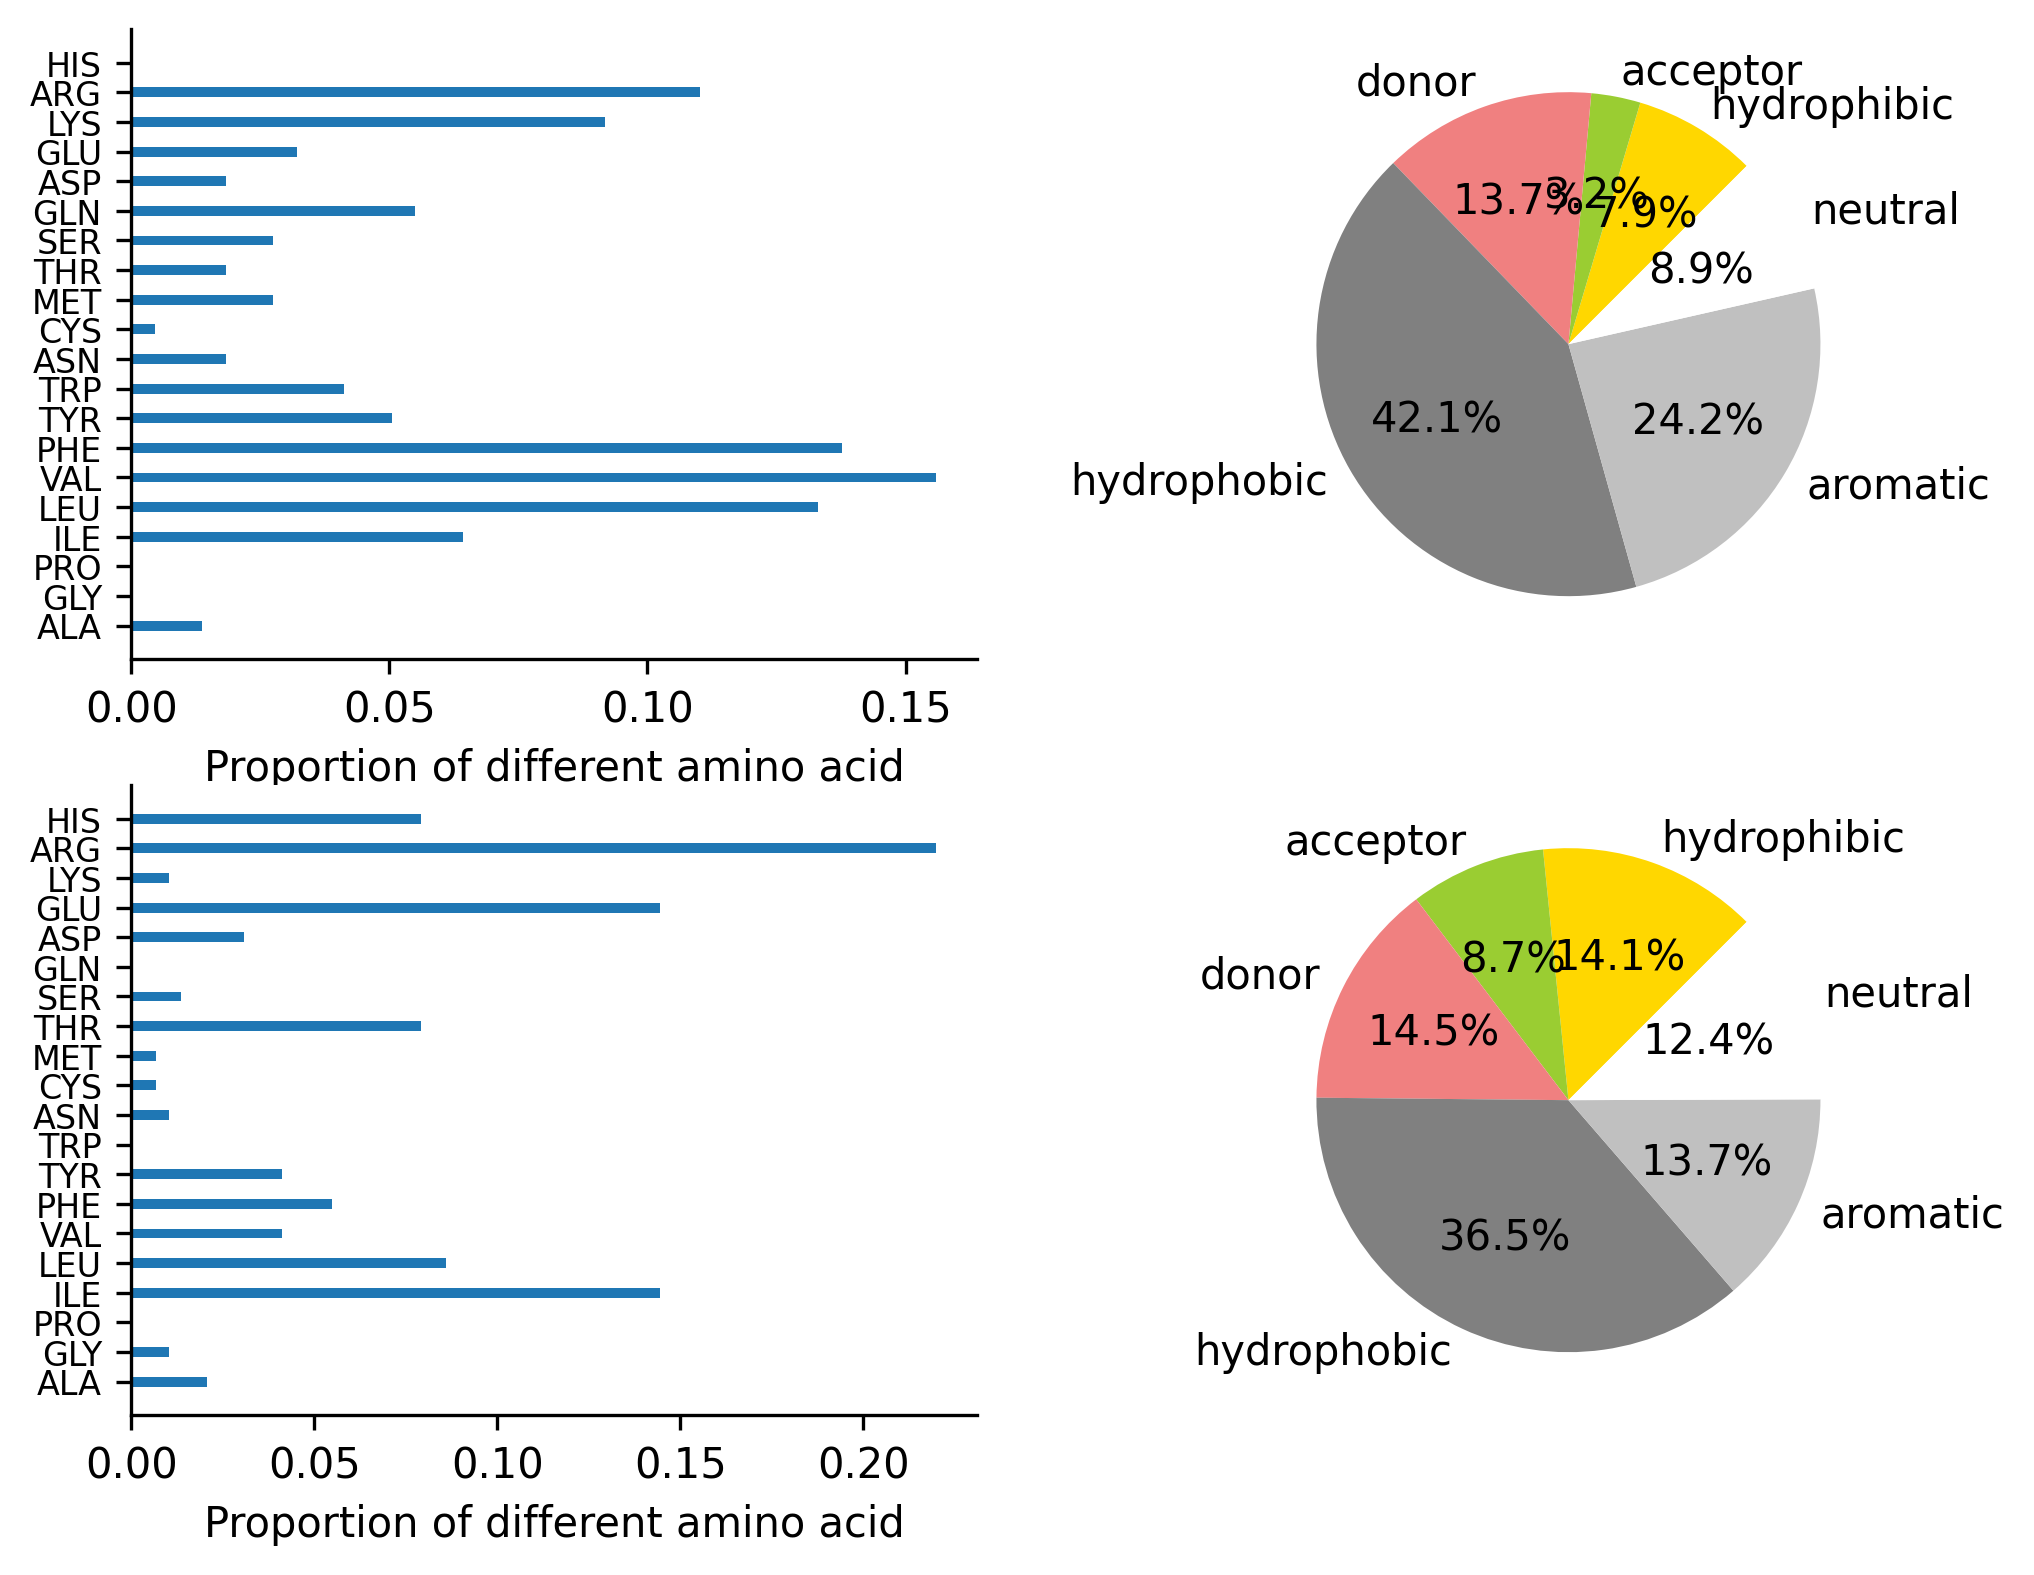 HIS
ARG
LYS
GLU
ASP
GLN
SER
THR
MET
CYS
ASN
TRP
TYR
PHE
VAL
LEU
ILE
PRO
GLY
ALA
0.00 0.05 0.10 0.15
Proportion of different amino acid
donor
acceptor
hydrophibic
neutral
13.7%
3.2%
7.9%
8.9%
42.1%
24.2%
hydrophobic
aromatic
HIS
ARG
LYS
GLU
ASP
GLN
SER
THR
MET
CYS
ASN
TRP
TYR
PHE
VAL
LEU
ILE
PRO
GLY
ALA
0.00 0.05 0.10 0.15 0.20
Proportion of different amino acid
acceptor
hydrophibic
donor
neutral
8.7%
14.1%
14.5%
12.4%
13.7%
36.5%
aromatic
hydrophobic